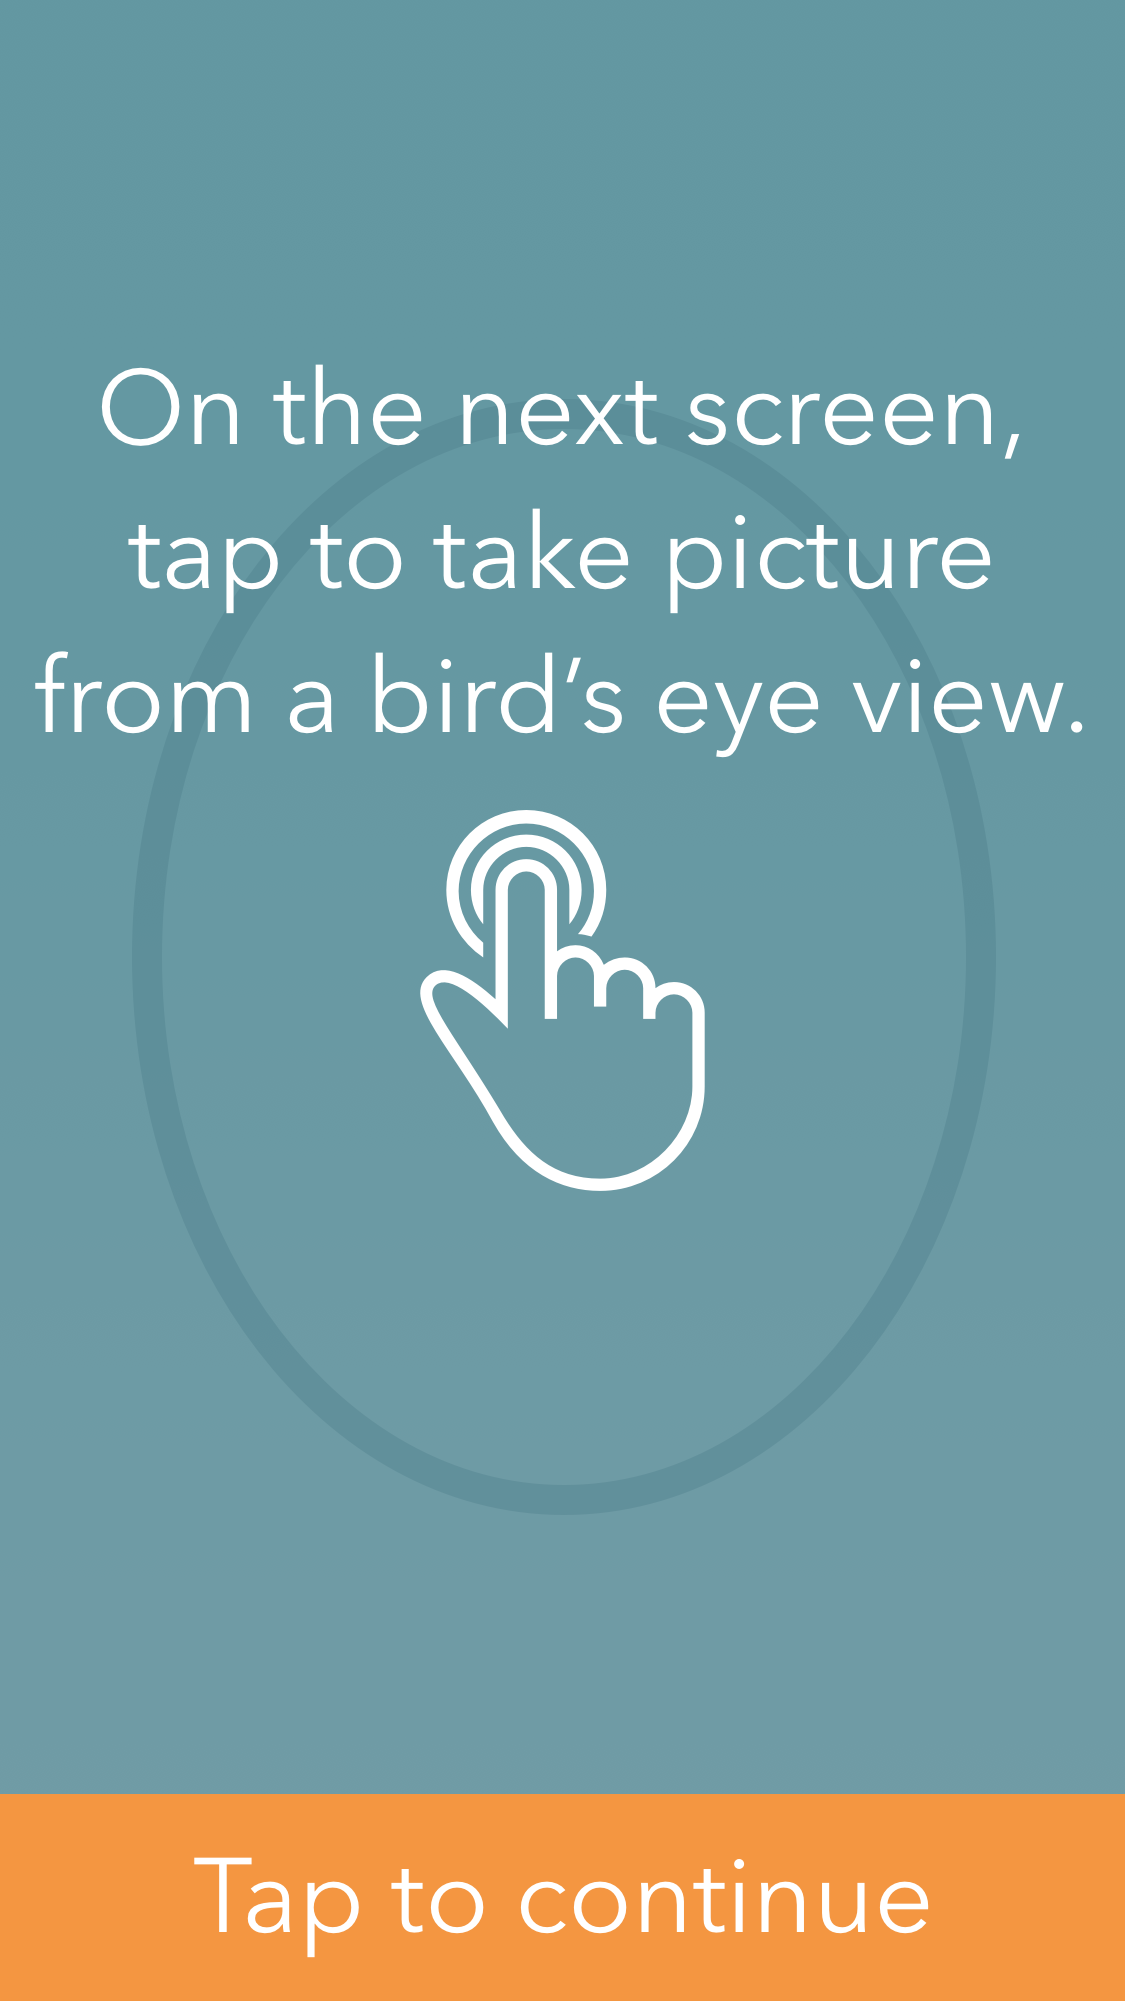 On the next screen,
tap to take picture
from a bird’s eye view.
Tap to continue